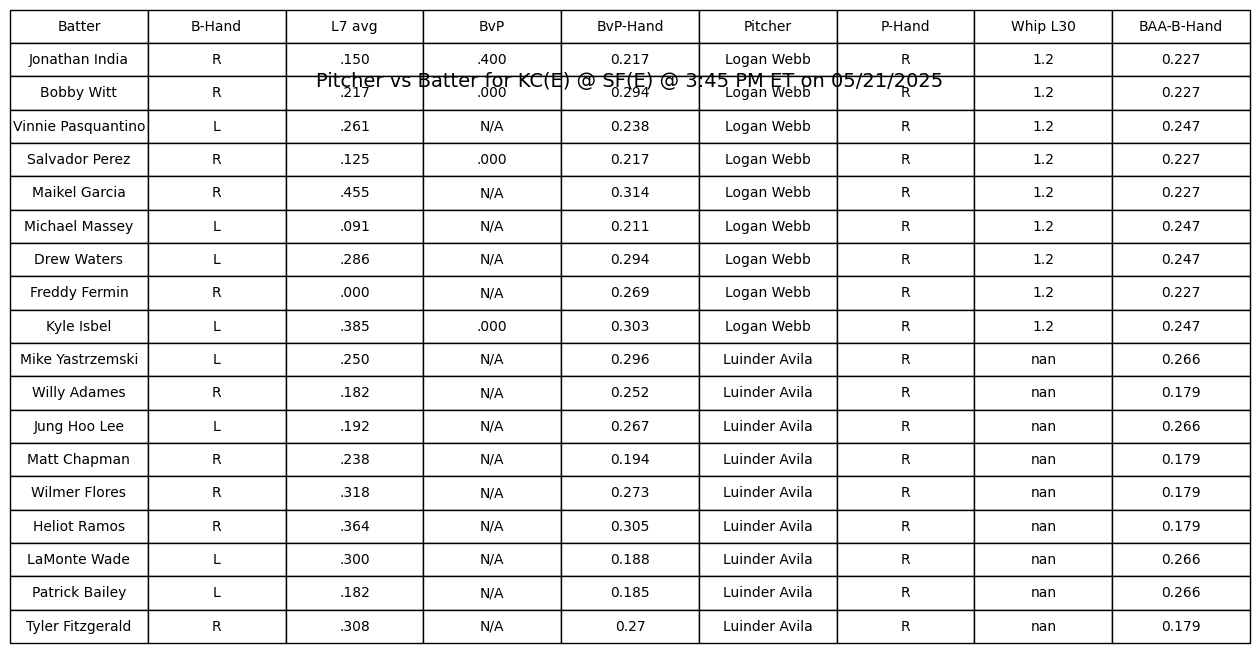 Batter B-Hand L7 avg BvP BvP-Hand Pitcher P-Hand Whip L30 BAA-B-Hand
Jonathan India R .150 .400 0.217 Logan Webb R 1.2 0.227
Pitcher vs Batter for KC(E) @ SF(E) @ 3:45 PM ET on 05/21/2025
Bobby Witt R .217 .000 0.294 Logan Webb R 1.2 0.227
Vinnie Pasquantino L .261 N/A 0.238 Logan Webb R 1.2 0.247
Salvador Perez R .125 .000 0.217 Logan Webb R 1.2 0.227
Maikel Garcia R .455 N/A 0.314 Logan Webb R 1.2 0.227
Michael Massey L .091 N/A 0.211 Logan Webb R 1.2 0.247
Drew Waters L .286 N/A 0.294 Logan Webb R 1.2 0.247
Freddy Fermin R .000 N/A 0.269 Logan Webb R 1.2 0.227
Kyle Isbel L .385 .000 0.303 Logan Webb R 1.2 0.247
Mike Yastrzemski L .250 N/A 0.296 Luinder Avila R nan 0.266
Willy Adames R .182 N/A 0.252 Luinder Avila R nan 0.179
Jung Hoo Lee L .192 N/A 0.267 Luinder Avila R nan 0.266
Matt Chapman R .238 N/A 0.194 Luinder Avila R nan 0.179
Wilmer Flores R .318 N/A 0.273 Luinder Avila R nan 0.179
Heliot Ramos R .364 N/A 0.305 Luinder Avila R nan 0.179
LaMonte Wade L .300 N/A 0.188 Luinder Avila R nan 0.266
Patrick Bailey L .182 N/A 0.185 Luinder Avila R nan 0.266
Tyler Fitzgerald R .308 N/A 0.27 Luinder Avila R nan 0.179